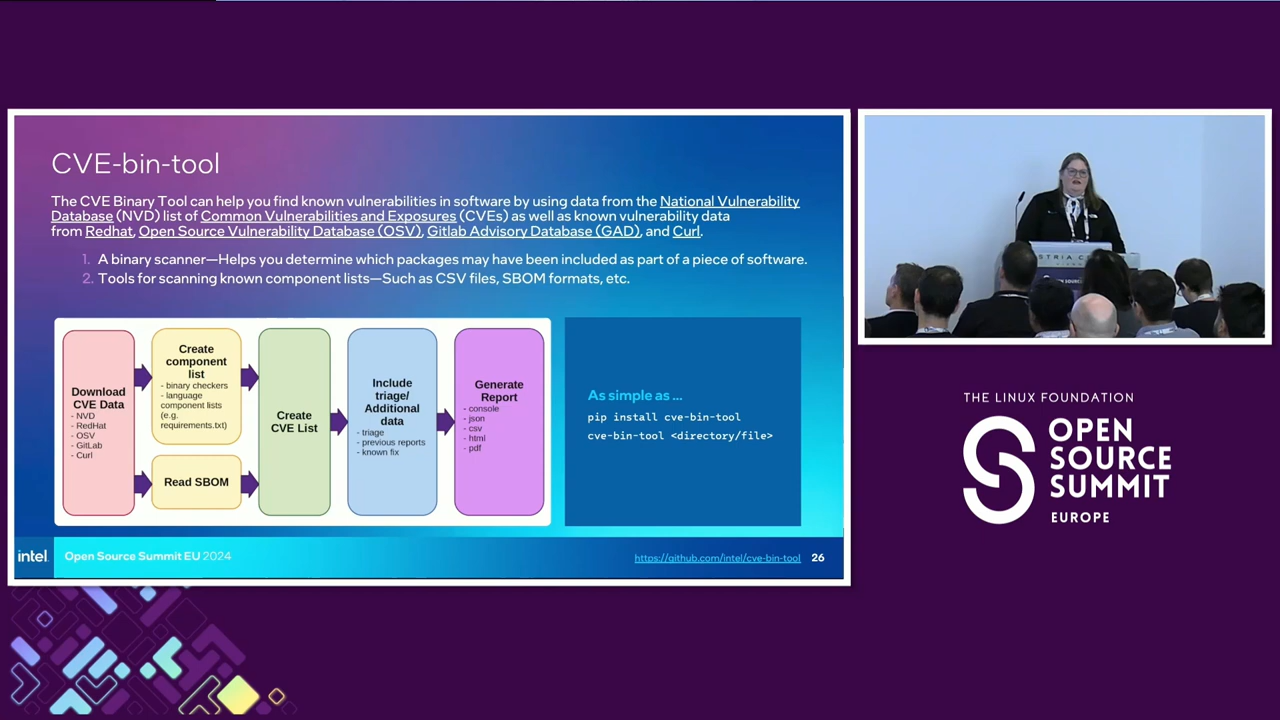 CVE-bin-tool
The CVE Binary Tool can help you find known vulnerabilities in software by using data from the National Vulnerability
Database (NVD) list of Common Vulnerabilities and Exposures (CVEs) as well as known vulnerability data
from Redhat, Open Source Vulnerability Database (OSV), Gitlab Advisory Database (GAD), and Curl.
1. A binary scanner—Helps you determine which packages may have been included as part of a piece of software.
2. Tools for scanning known component lists—Such as CSV files, SBOM formats, etc.
Download
CVE Data
- NVD
- RedHat
- OSV
- GitLab
- Curl
Create
component
list
- binary checkers
- language
component lists
(e.g.
requirements.txt)
Read SBOM
Create
CVE List
Include
triage/
Additional
data
- triage
- previous reports
- known fix
Generate
Report
- console
- json
- csv
- html
- pdf
As simple as ...
pip install cve-bin-tool
cve-bin-tool <directory/file>
intel.
Open Source Summit EU 2024
https://github.com/intel/cve-bin-tool
26
THE LINUX FOUNDATION
OPEN
SOURCE
SUMMIT
EUROPE